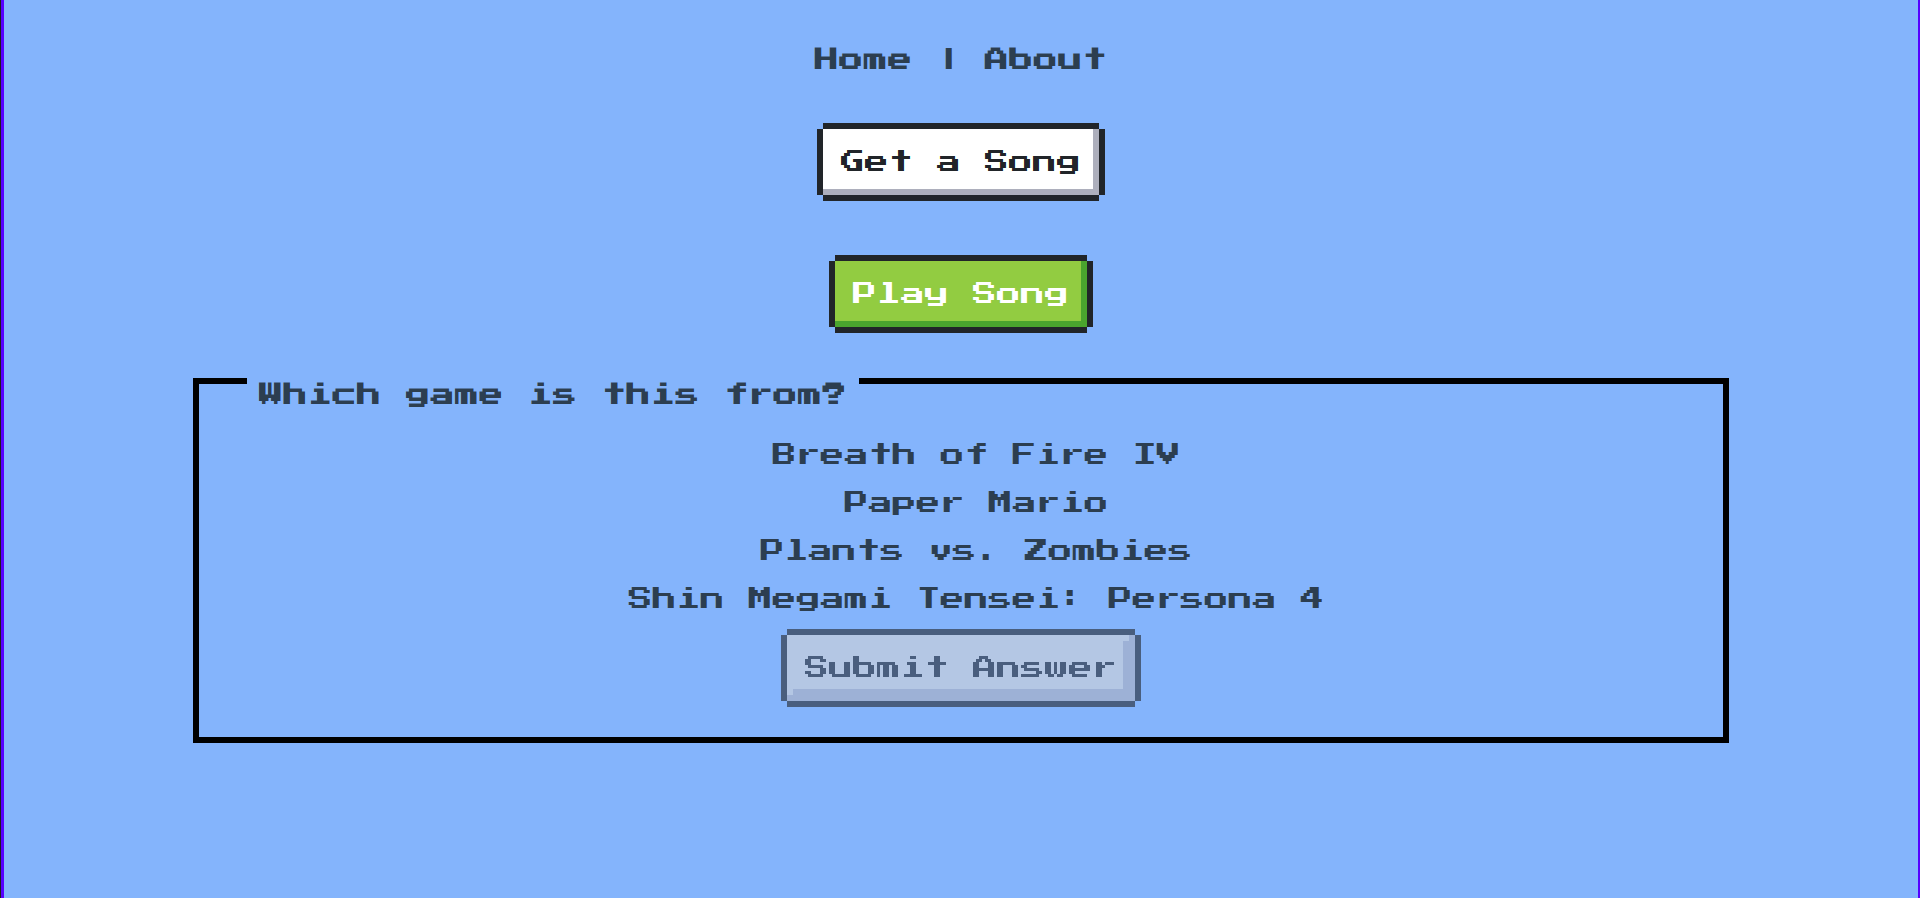 Home | About
Get a Song
Play Song
Which game is this from?
Breath of Fire IV
Paper Mario
Plants vs. Zombies
Shin Megami Tensei: Persona 4
Submit Answer